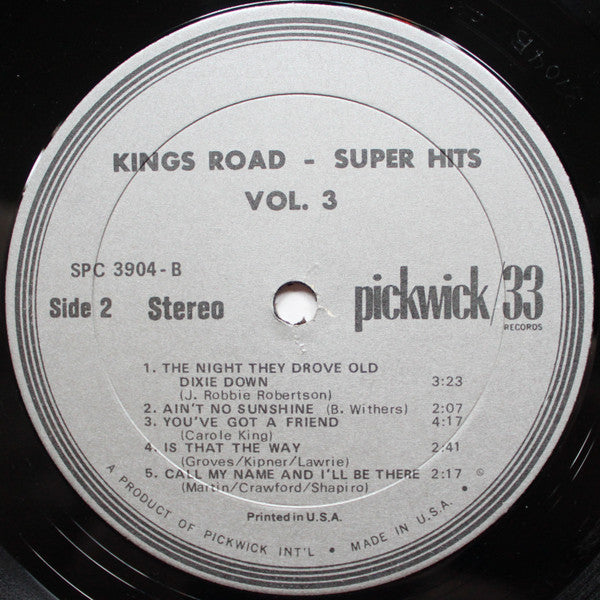 KINGS ROAD - SUPER HITS
VOL. 3
SPC 3904-B
Side 2 Stereo
pickwick/33
RECORDS
1. THE NIGHT THEY DROVE OLD
DIXIE DOWN 3:23
(J. Robbie Robertson)
2. AIN'T NO SUNSHINE (B. Withers) 2:07
3. YOU'VE GOT A FRIEND 4:17
(Carole King)
4. IS THAT THE WAY 2:41
(Groves/Kipner/Lawrie)
5. CALL MY NAME AND I'LL BE THERE 2:17
(Martin/Crawford/Shapiro)
Printed in U.S.A.
A PRODUCT OF PICKWICK INT'L • MADE IN U.S.A. • ©